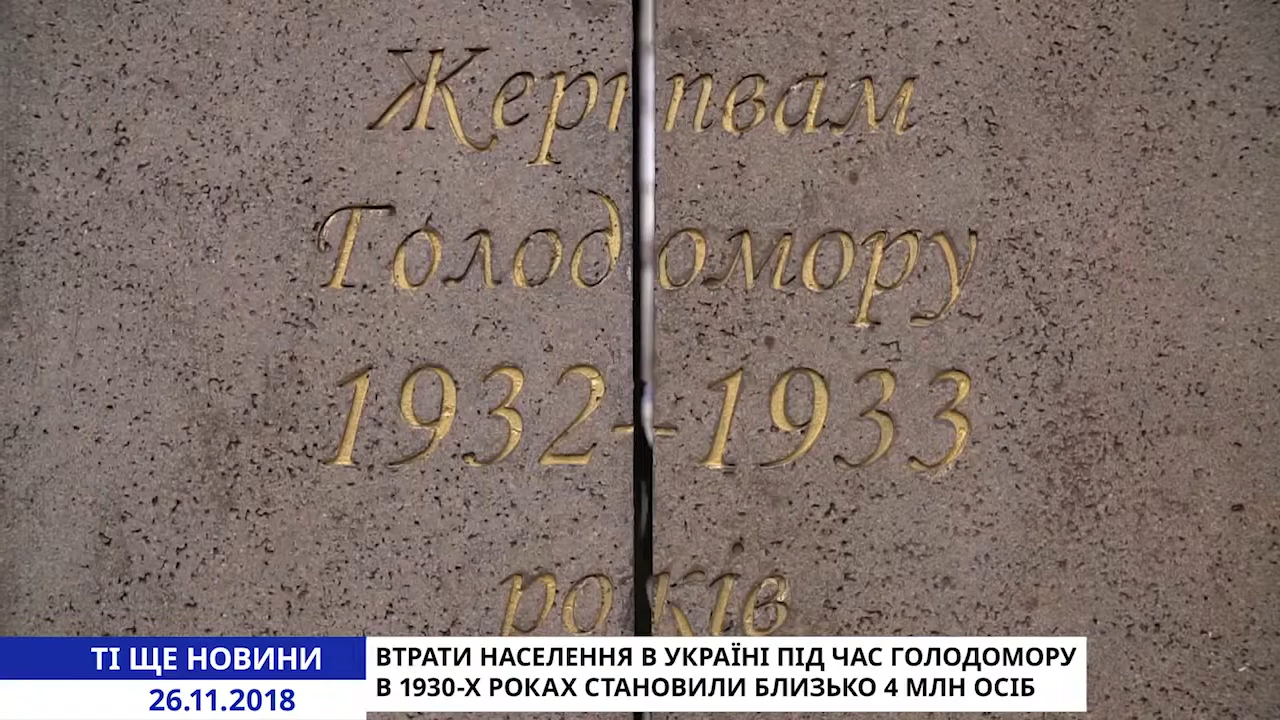 Жертвам
Голодомору
1932–1933
років
ТІ ЩЕ НОВИНИ
26.11.2018
ВТРАТИ НАСЕЛЕННЯ В УКРАЇНІ ПІД ЧАС ГОЛОДОМОРУ
В 1930-Х РОКАХ СТАНОВИЛИ БЛИЗЬКО 4 МЛН ОСІБ